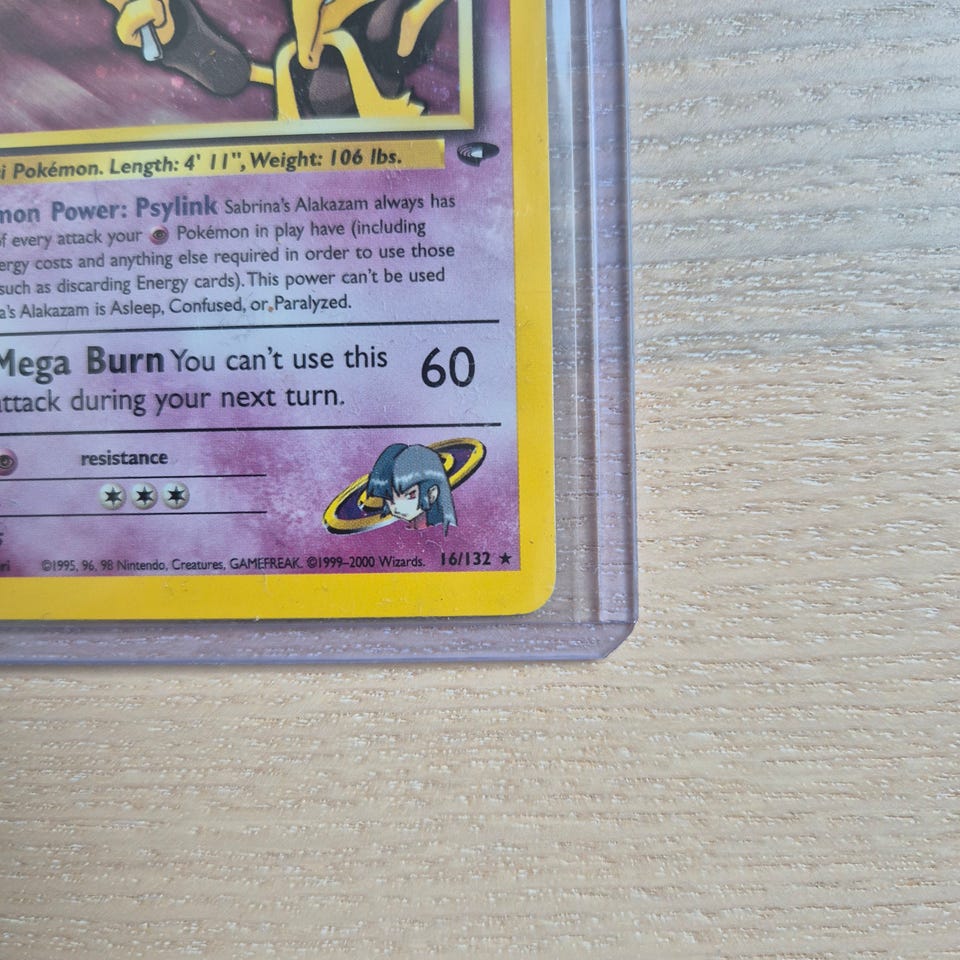 i Pokémon. Length: 4' 11", Weight: 106 lbs.
mon Power: Psylink Sabrina's Alakazam always has
f every attack your Pokémon in play have (including
ergy costs and anything else required in order to use those
such as discarding Energy cards). This power can't be used
a's Alakazam is Asleep, Confused, or Paralyzed.
Mega Burn You can't use this 60
attack during your next turn.
resistance
©1995, 96, 98 Nintendo, Creatures, GAMEFREAK. ©1999–2000 Wizards. 16/132 ★